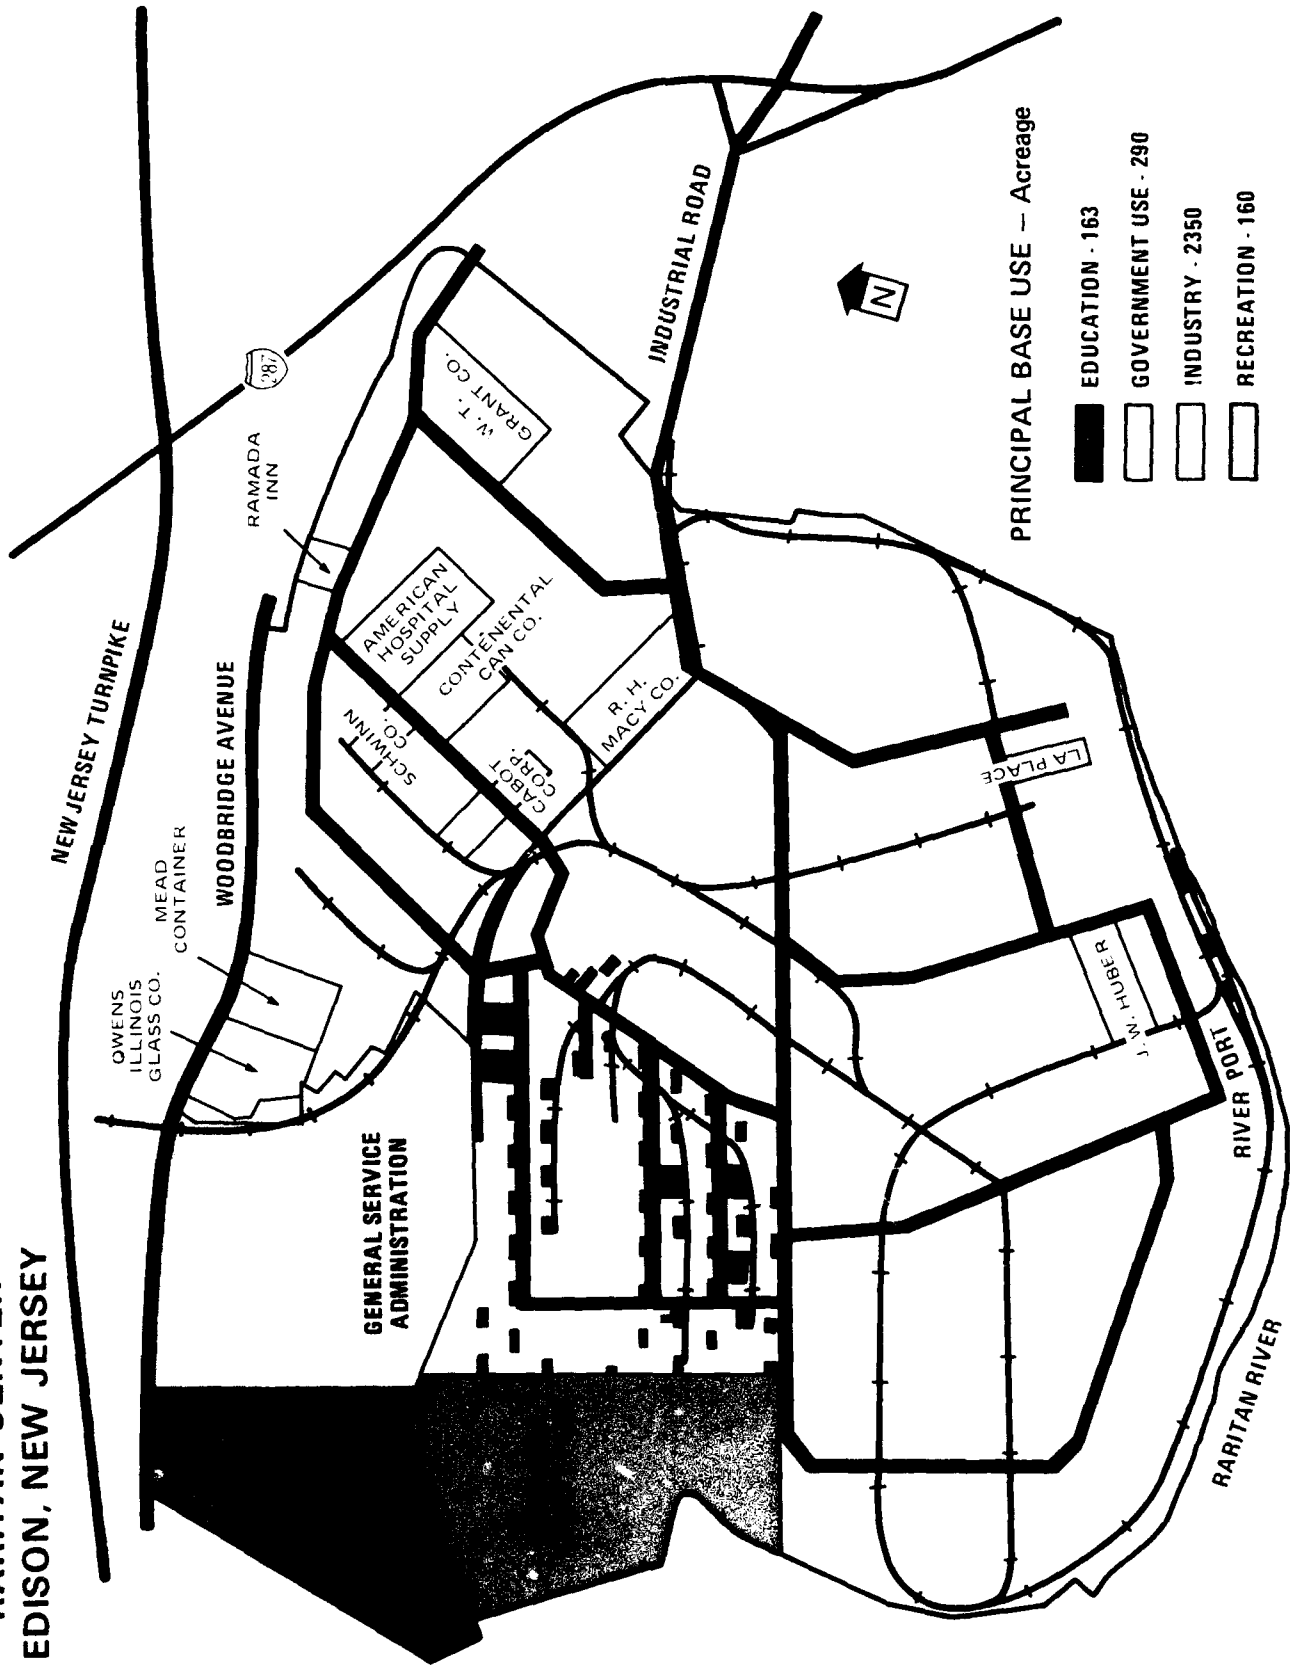 RARITAN CENTER
EDISON, NEW JERSEY
NEW JERSEY TURNPIKE
287
OWENS
ILLINOIS
GLASS CO.
MEAD
CONTAINER
WOODBRIDGE AVENUE
RAMADA
INN
GENERAL SERVICE
ADMINISTRATION
SCHWINN
CO.
AMERICAN
HOSPITAL
SUPPLY
CONTENENTAL
CAN CO.
CABOT
CORP.
R. H.
MACY CO.
W. T.
GRANT CO.
INDUSTRIAL ROAD
LA PLACE
J. W. HUBER
RIVER PORT
RARITAN RIVER
N
PRINCIPAL BASE USE – Acreage
EDUCATION - 163
GOVERNMENT USE - 290
INDUSTRY - 2350
RECREATION - 160